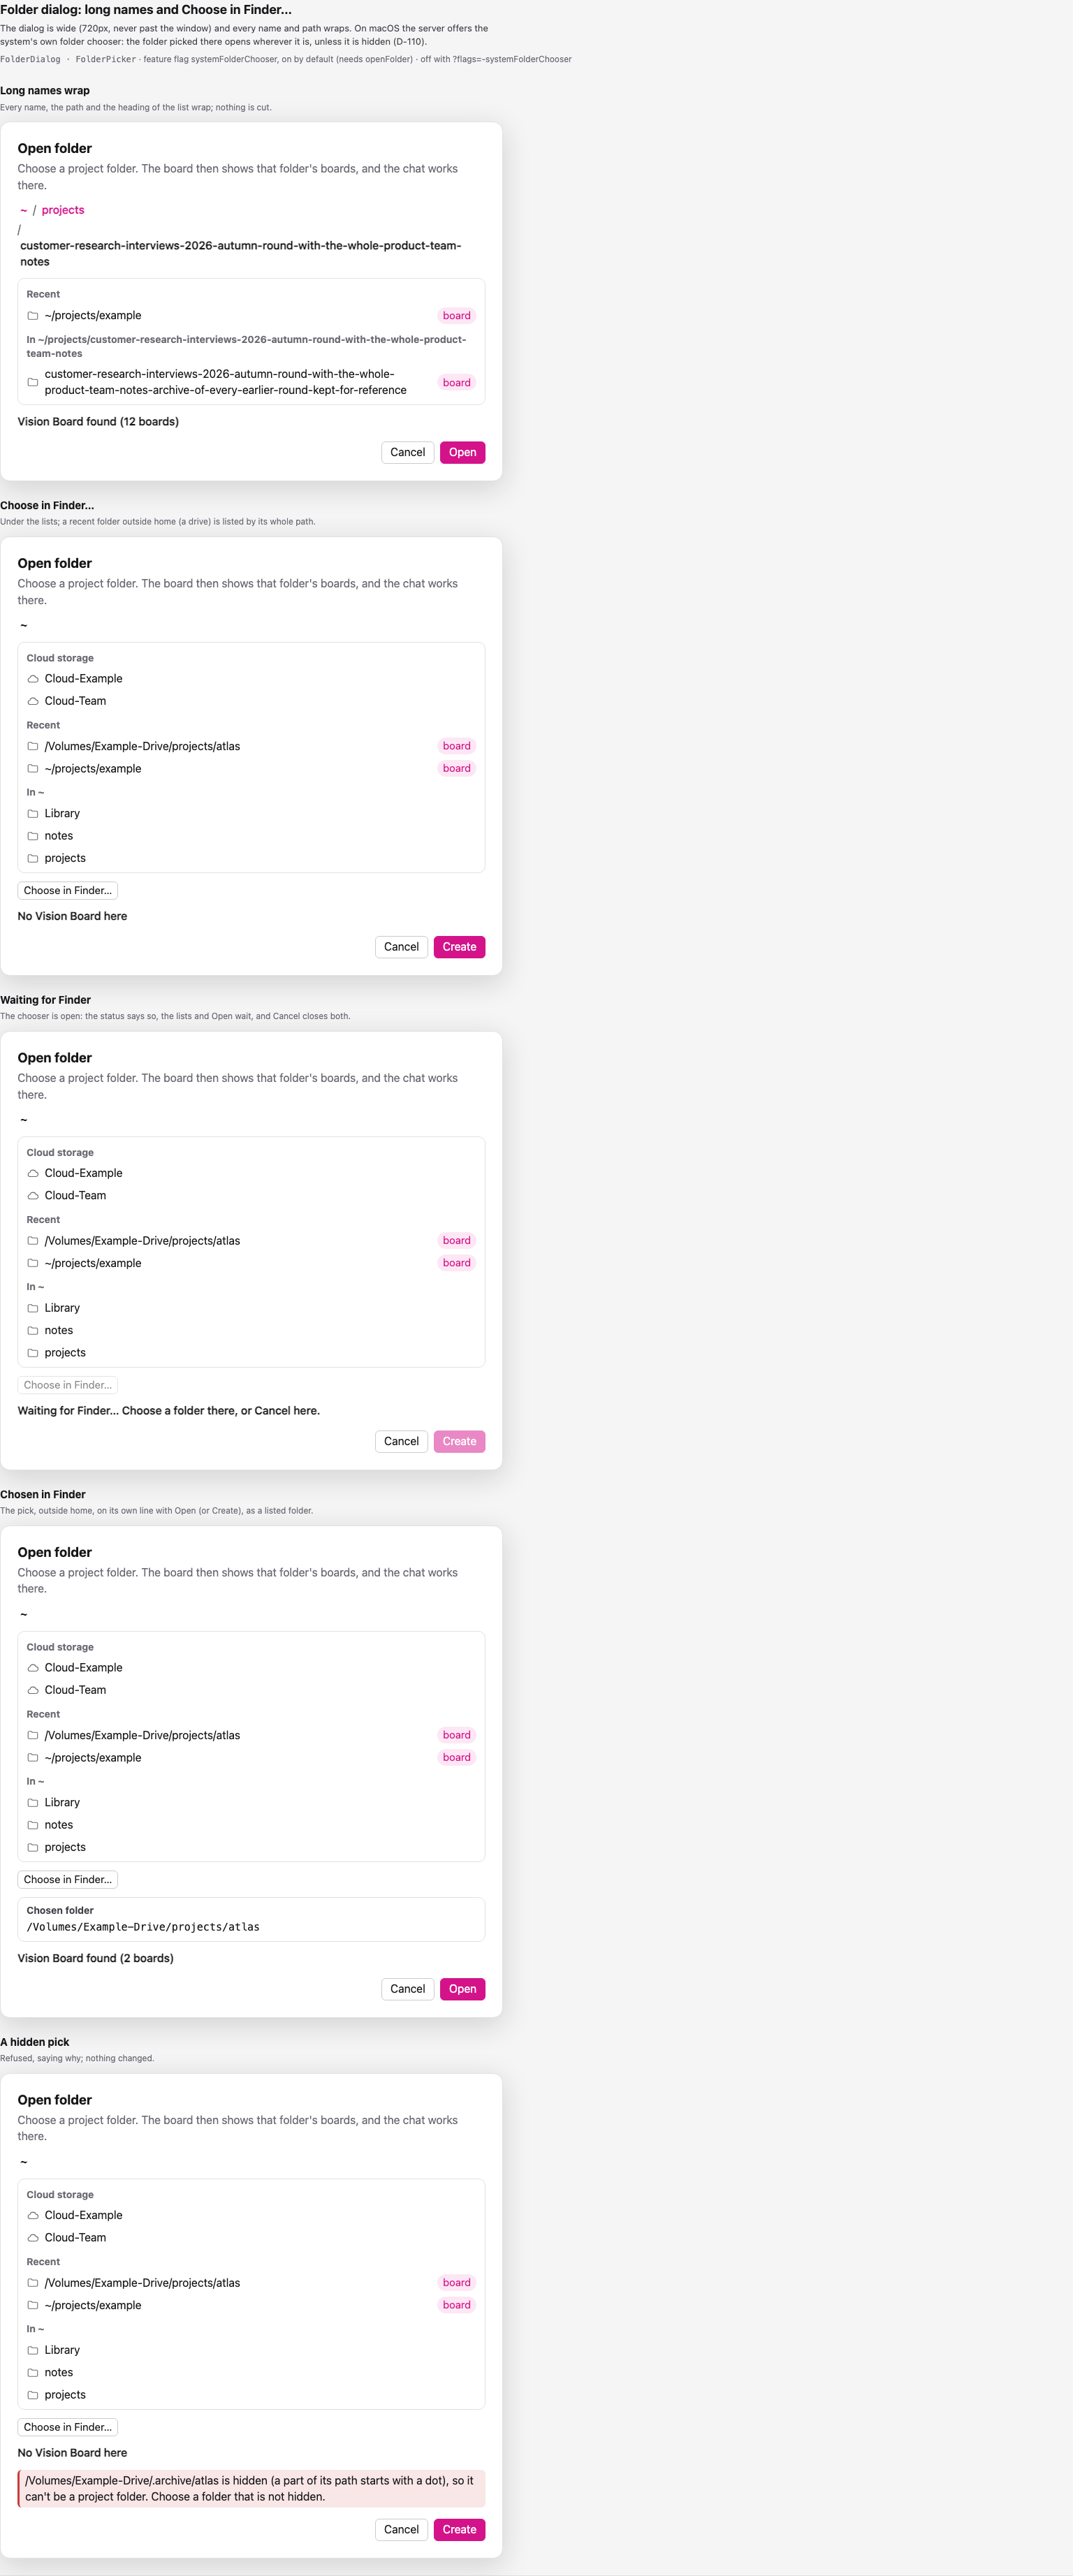 Folder dialog: long names and Choose in Finder...
The dialog is wide (720px, never past the window) and every name and path wraps. On macOS the server offers the
system's own folder chooser: the folder picked there opens wherever it is, unless it is hidden (D-110).
FolderDialog · FolderPicker · feature flag systemFolderChooser, on by default (needs openFolder) · off with ?flags=-systemFolderChooser
Long names wrap
Every name, the path and the heading of the list wrap; nothing is cut.
Open folder
Choose a project folder. The board then shows that folder's boards, and the chat works
there.
~ / projects
/
customer-research-interviews-2026-autumn-round-with-the-whole-product-team-
notes
Recent
~/projects/example board
In ~/projects/customer-research-interviews-2026-autumn-round-with-the-whole-product-
team-notes
customer-research-interviews-2026-autumn-round-with-the-whole-
product-team-notes-archive-of-every-earlier-round-kept-for-reference board
Vision Board found (12 boards)
Cancel Open
Choose in Finder...
Under the lists; a recent folder outside home (a drive) is listed by its whole path.
Open folder
Choose a project folder. The board then shows that folder's boards, and the chat works
there.
~
Cloud storage
Cloud-Example
Cloud-Team
Recent
/Volumes/Example-Drive/projects/atlas board
~/projects/example board
In ~
Library
notes
projects
Choose in Finder...
No Vision Board here
Cancel Create
Waiting for Finder
The chooser is open: the status says so, the lists and Open wait, and Cancel closes both.
Open folder
Choose a project folder. The board then shows that folder's boards, and the chat works
there.
~
Cloud storage
Cloud-Example
Cloud-Team
Recent
/Volumes/Example-Drive/projects/atlas board
~/projects/example board
In ~
Library
notes
projects
Choose in Finder...
Waiting for Finder... Choose a folder there, or Cancel here.
Cancel Create
Chosen in Finder
The pick, outside home, on its own line with Open (or Create), as a listed folder.
Open folder
Choose a project folder. The board then shows that folder's boards, and the chat works
there.
~
Cloud storage
Cloud-Example
Cloud-Team
Recent
/Volumes/Example-Drive/projects/atlas board
~/projects/example board
In ~
Library
notes
projects
Choose in Finder...
Chosen folder
/Volumes/Example-Drive/projects/atlas
Vision Board found (2 boards)
Cancel Open
A hidden pick
Refused, saying why; nothing changed.
Open folder
Choose a project folder. The board then shows that folder's boards, and the chat works
there.
~
Cloud storage
Cloud-Example
Cloud-Team
Recent
/Volumes/Example-Drive/projects/atlas board
~/projects/example board
In ~
Library
notes
projects
Choose in Finder...
No Vision Board here
/Volumes/Example-Drive/.archive/atlas is hidden (a part of its path starts with a dot), so it
can't be a project folder. Choose a folder that is not hidden.
Cancel Create